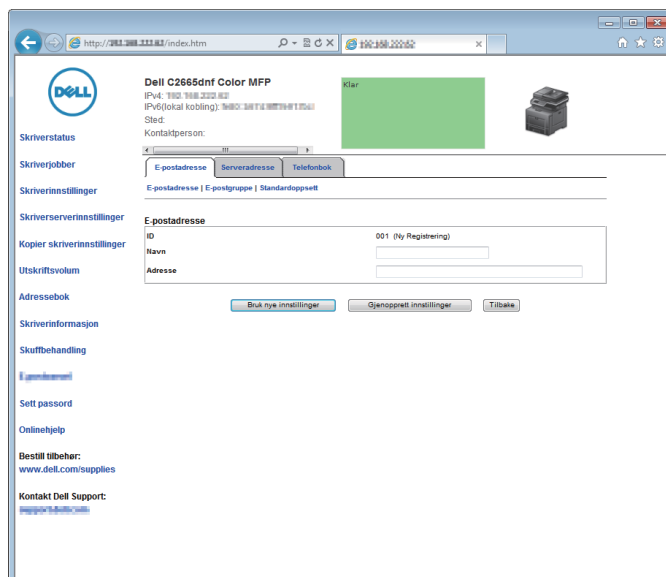 /index.htm
DELL
Dell C2665dnf Color MFP
IPv4:
IPv6(lokal kobling):
Sted:
Kontaktperson:
Klar
Skriverstatus
Skriverjobber
Skriverinnstillinger
Skriverserverinnstillinger
Kopier skriverinnstillinger
Utskriftsvolum
Adressebok
Skriverinformasjon
Skuffbehandling
Sett passord
Onlinehjelp
Bestill tilbehør:
www.dell.com/supplies
Kontakt Dell Support:
E-postadresse Serveradresse Telefonbok
E-postadresse | E-postgruppe | Standardoppsett
E-postadresse
ID 001 (Ny Registrering)
Navn
Adresse
Bruk nye innstillinger Gjenopprett innstillinger Tilbake